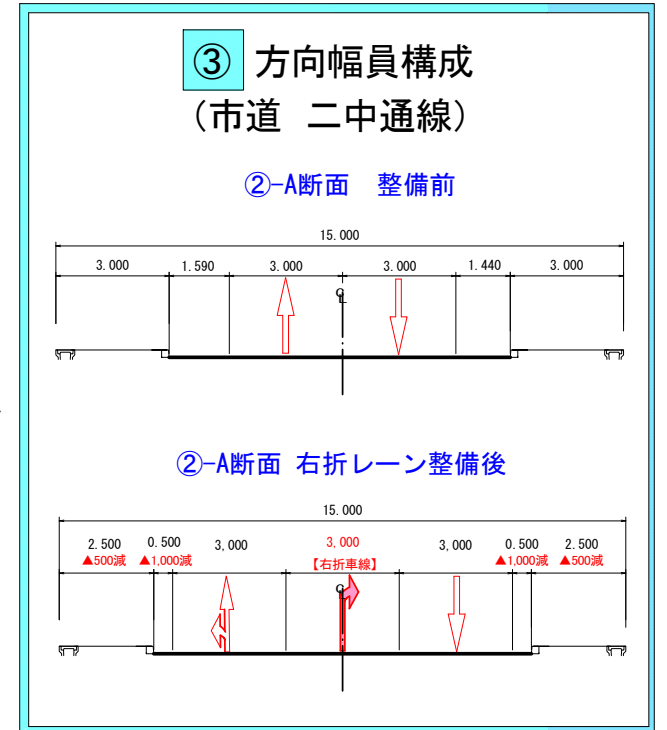 ③ 方向幅員構成
(市道 二中通線)
②-A断面 整備前
15.000
3.000 1.590 3.000 3.000 1.440 3.000
℄
②-A断面 右折レーン整備後
15.000
2.500 0.500 3,000 3,000 3,000 0.500 2.500
▲500減 ▲1,000減 【右折車線】 ▲1,000減 ▲500減
℄